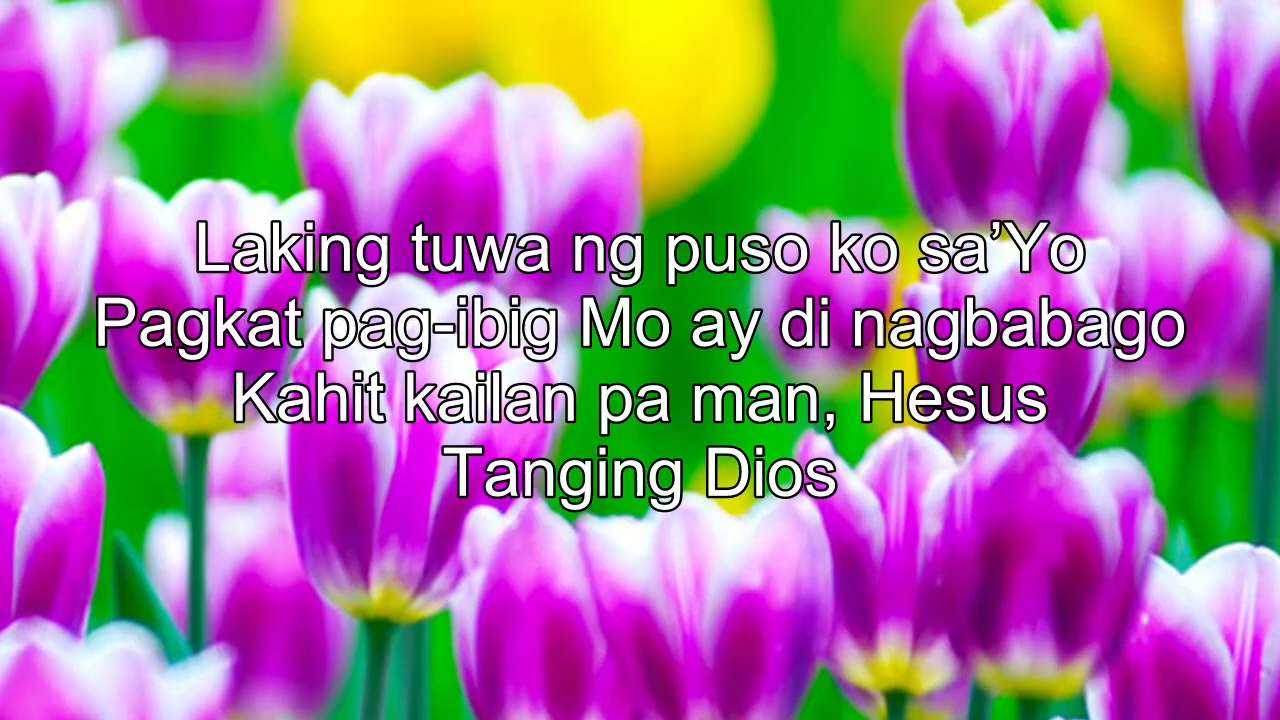 Laking tuwa ng puso ko sa’Yo
Pagkat pag-ibig Mo ay di nagbabago
Kahit kailan pa man, Hesus
Tanging Dios